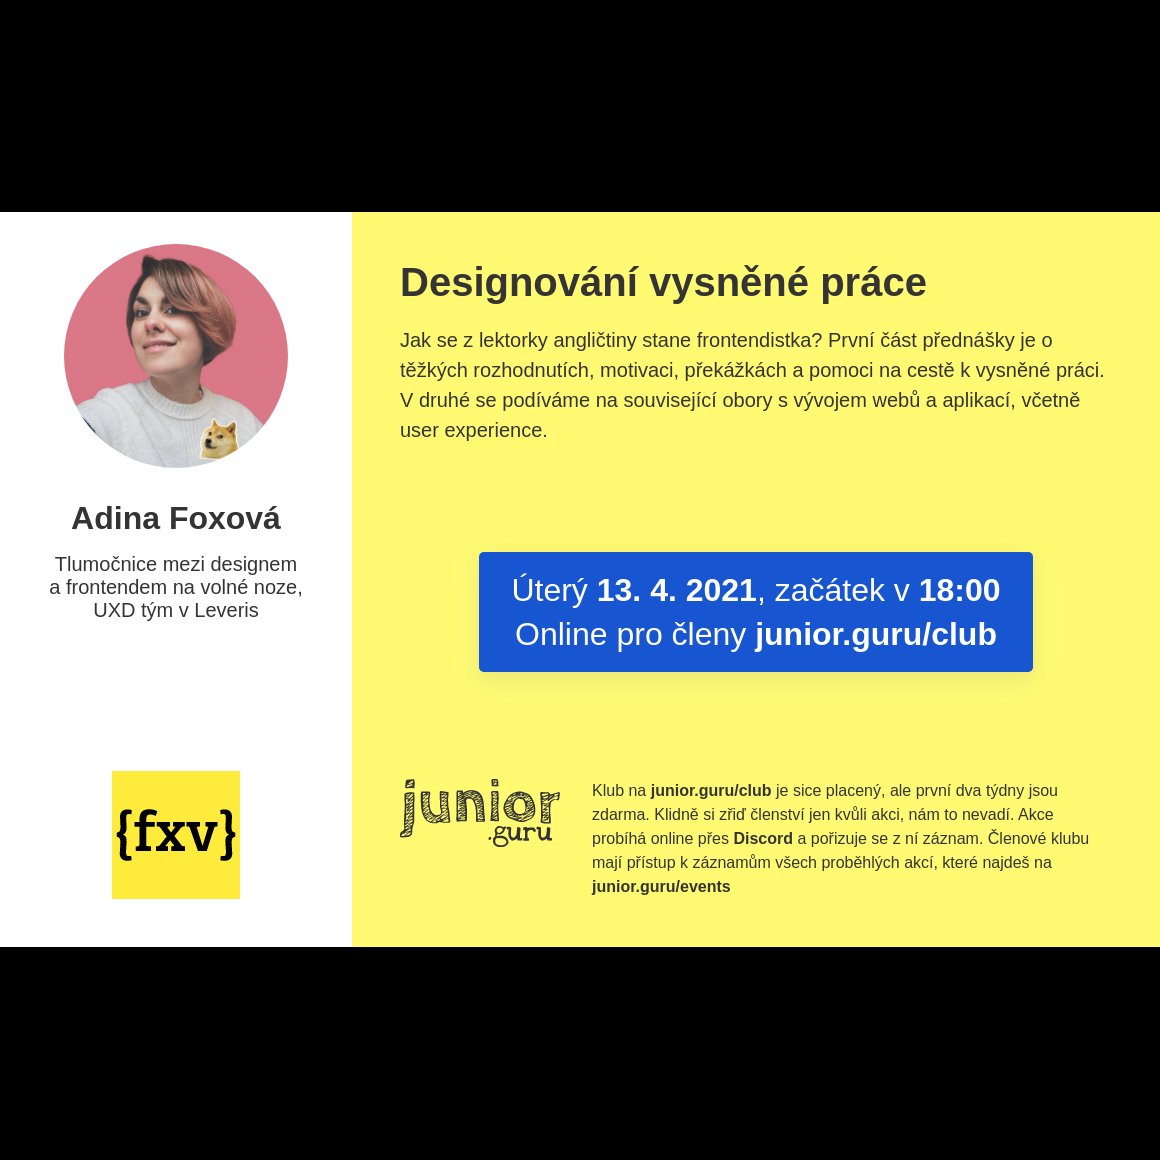 Adina Foxová
Tlumočnice mezi designem
a frontendem na volné noze,
UXD tým v Leveris
{fxv}
Designování vysněné práce
Jak se z lektorky angličtiny stane frontendistka? První část přednášky je o
těžkých rozhodnutích, motivaci, překážkách a pomoci na cestě k vysněné práci.
V druhé se podíváme na související obory s vývojem webů a aplikací, včetně
user experience.
Úterý 13. 4. 2021, začátek v 18:00
Online pro členy junior.guru/club
junior
.guru
Klub na junior.guru/club je sice placený, ale první dva týdny jsou
zdarma. Klidně si zřiď členství jen kvůli akci, nám to nevadí. Akce
probíhá online přes Discord a pořizuje se z ní záznam. Členové klubu
mají přístup k záznamům všech proběhlých akcí, které najdeš na
junior.guru/events